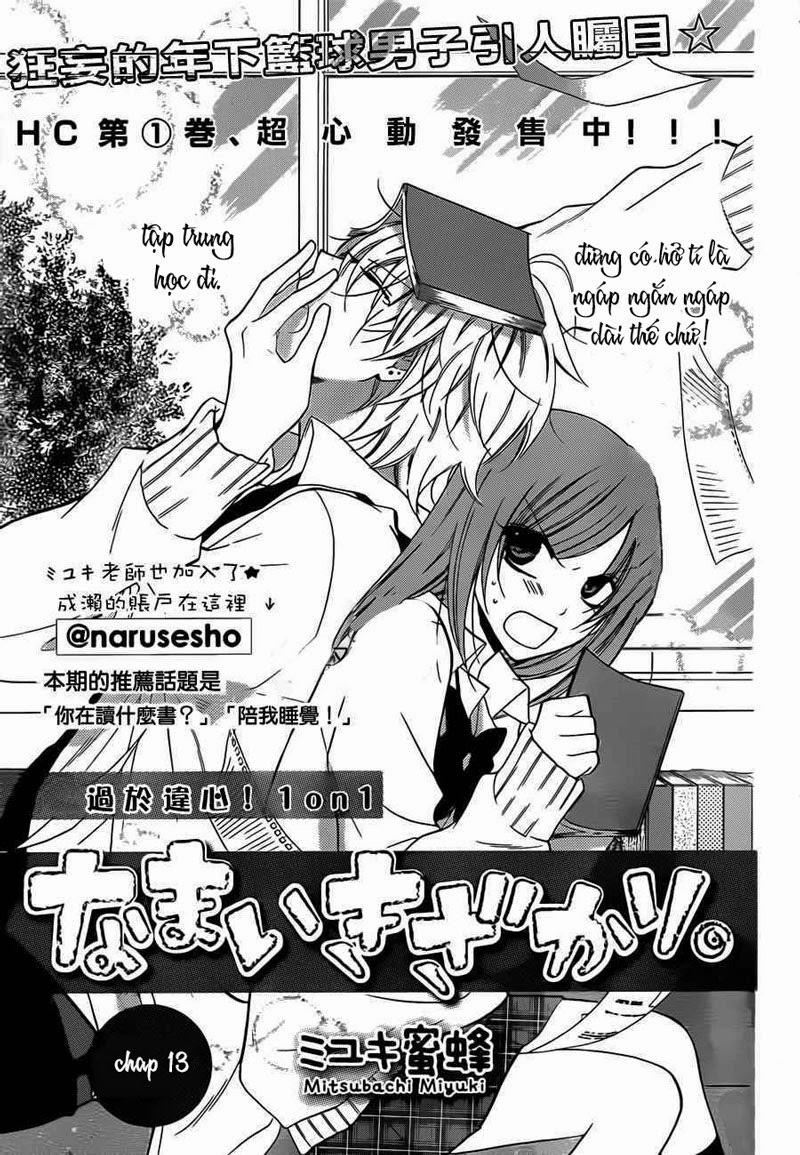 狂妄的年下籃球男子引人矚目☆
HC第①巻、超心動發售中!!!
tập trung
học đi.
đừng có hở tí là
ngáp ngắn ngáp
dài thế chứ!
ミユキ老師也加入了★
成瀨的賬戶在這裡 ↓
@narusesho
本期的推薦話題是
「你在讀什麼書？」「陪我睡覺！」
過於違心！1on1
なまいきざかり。
chap 13
ミユキ蜜蜂
Mitsubachi Miyuki